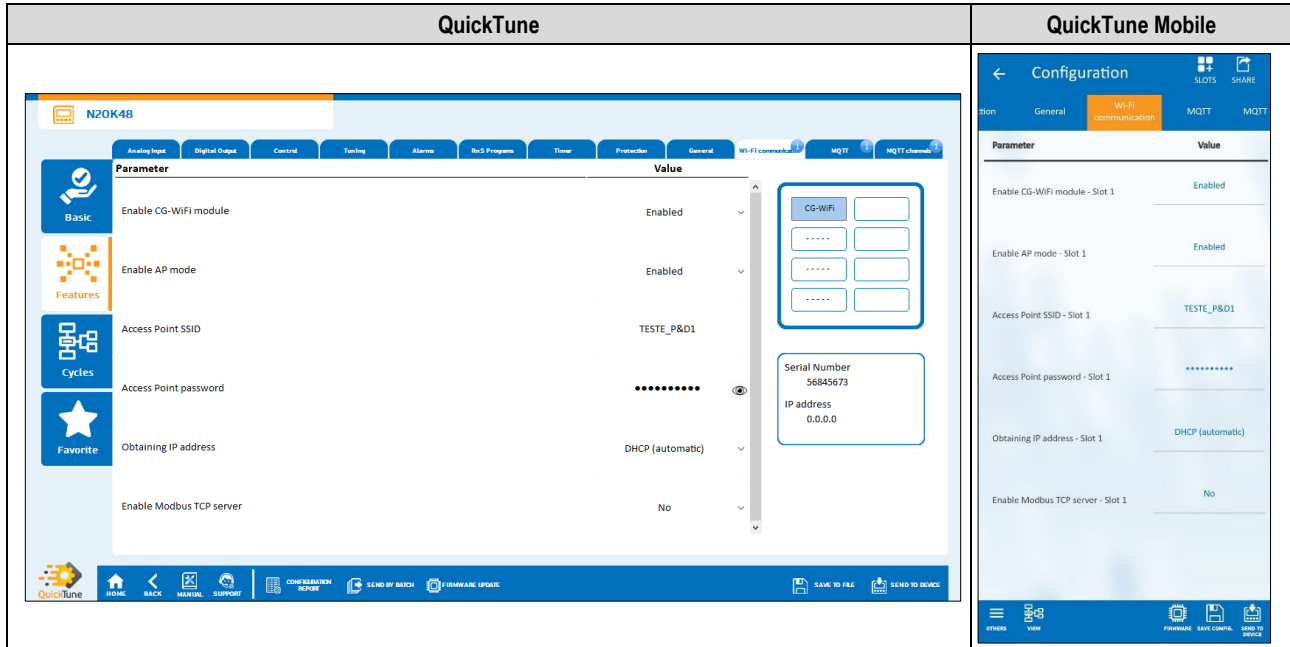 QuickTune
QuickTune Mobile
N20K48
Analog Input Digital Output Control Tuning Alarms RnS Programs Timer Protection General Wi-Fi communicat 1 MQTT 1 MQTT channels 1
Basic
Features
Cycles
Favorite
Parameter Value
Enable CG-WiFi module Enabled
Enable AP mode Enabled
Access Point SSID TESTE_P&D1
Access Point password ••••••••••
Obtaining IP address DHCP (automatic)
Enable Modbus TCP server No
CG-WiFi
- - - - -
- - - - -
- - - - -
Serial Number
56845673
IP address
0.0.0.0
QuickTune
HOME BACK MANUAL SUPPORT CONFIGURATION REPORT SEND BY BATCH FIRMWARE UPDATE SAVE TO FILE SEND TO DEVICE
Configuration SLOTS SHARE
tion General Wi-Fi communication MQTT MQTT
Parameter Value
Enable CG-WiFi module - Slot 1 Enabled
Enable AP mode - Slot 1 Enabled
Access Point SSID - Slot 1 TESTE_P&D1
Access Point password - Slot 1 **********
Obtaining IP address - Slot 1 DHCP (automatic)
Enable Modbus TCP server - Slot 1 No
OTHERS VIEW FIRMWARE SAVE CONFIG. SEND TO DEVICE